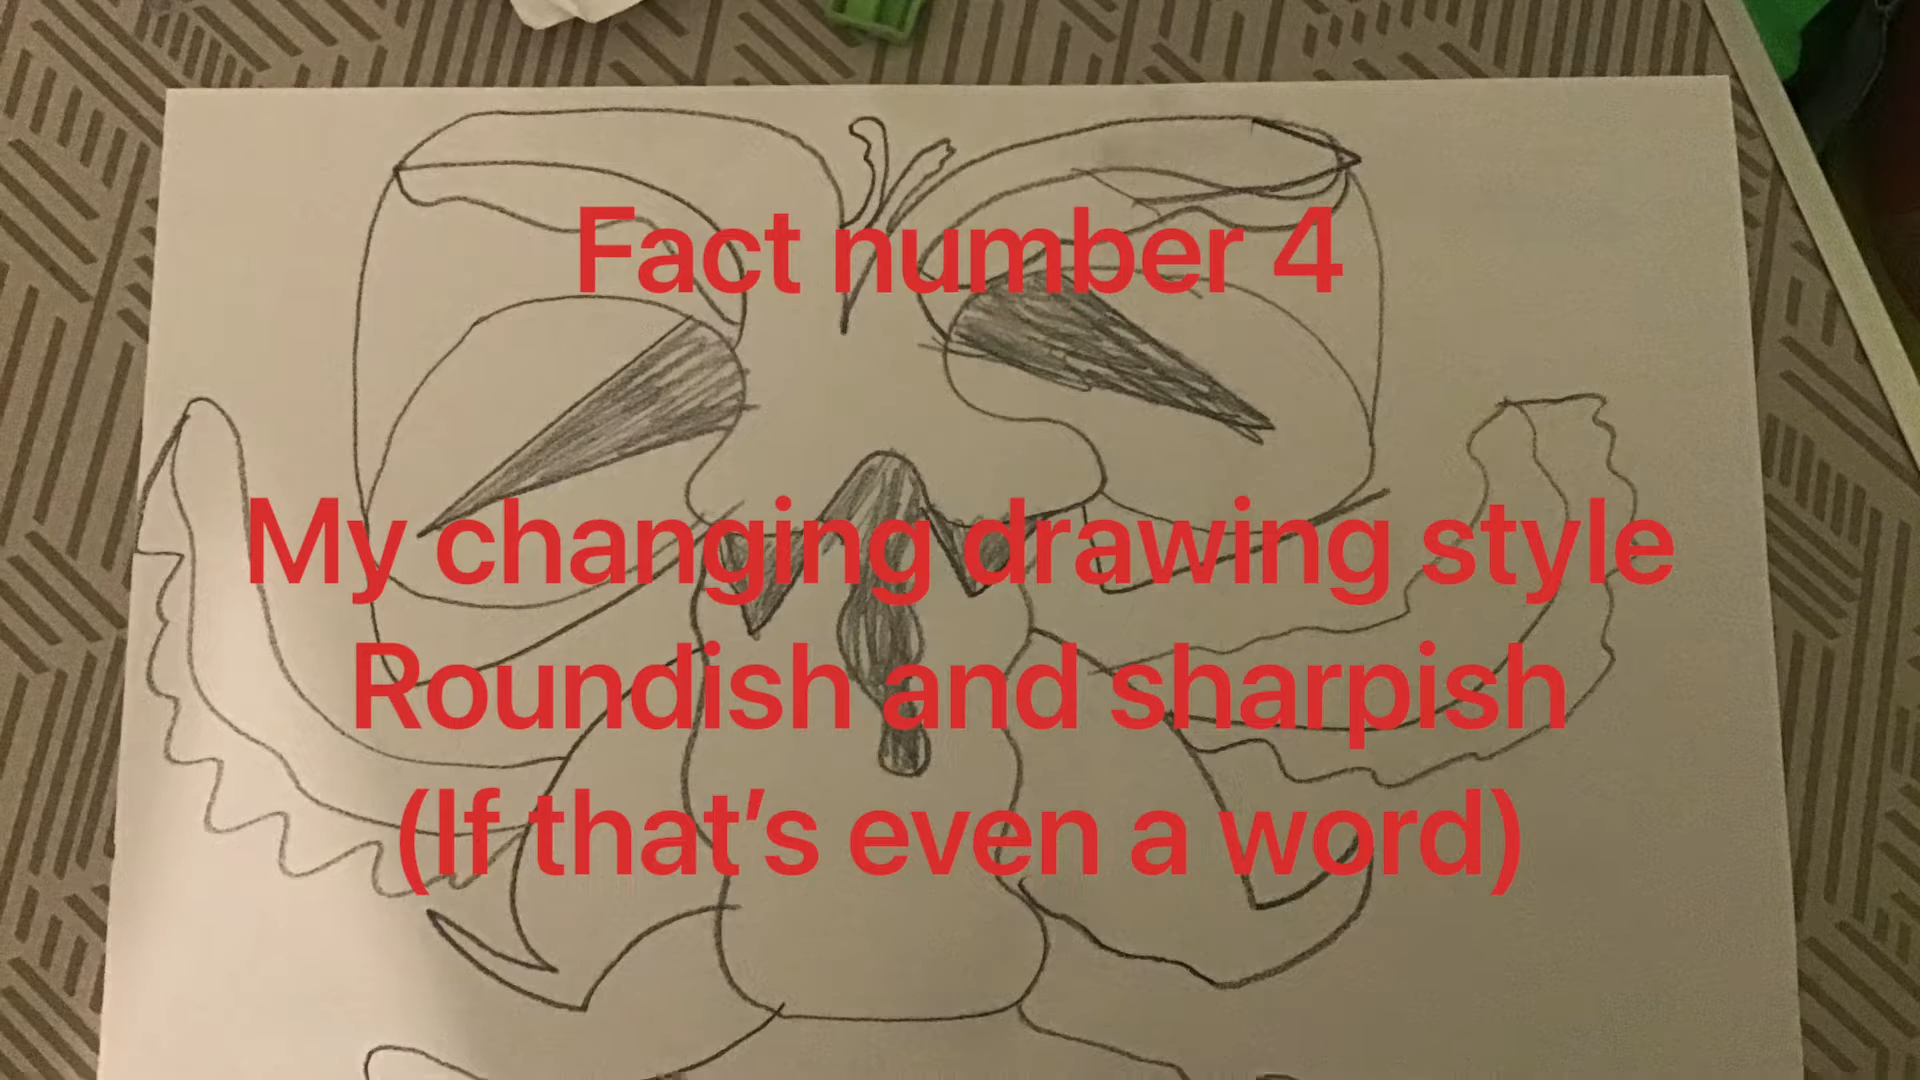 Fact number 4
My changing drawing style
Roundish and sharpish
(If that’s even a word)